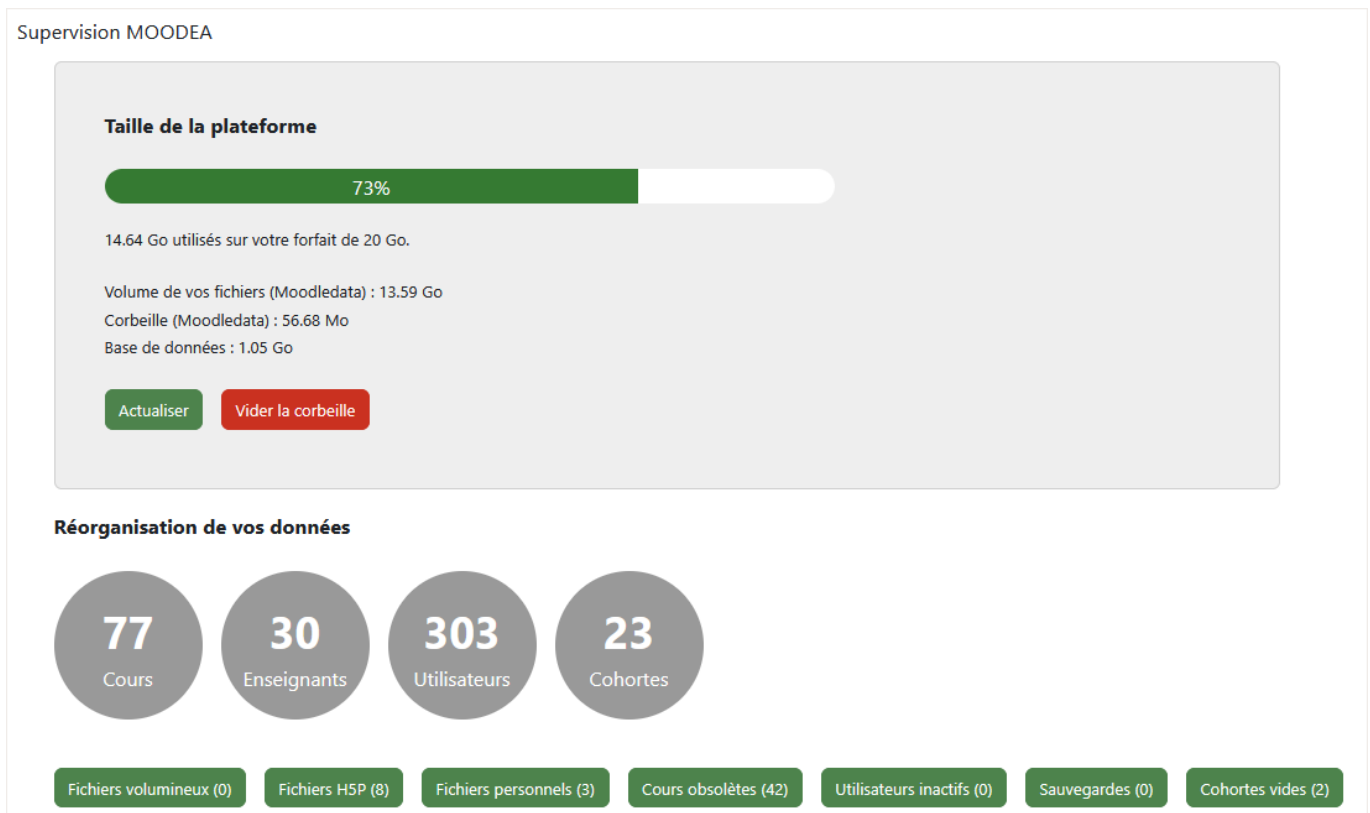 Supervision MOODEA
Taille de la plateforme
73%
14.64 Go utilisés sur votre forfait de 20 Go.
Volume de vos fichiers (Moodledata) : 13.59 Go
Corbeille (Moodledata) : 56.68 Mo
Base de données : 1.05 Go
Actualiser Vider la corbeille
Réorganisation de vos données
77 30 303 23
Cours Enseignants Utilisateurs Cohortes
Fichiers volumineux (0) Fichiers H5P (8) Fichiers personnels (3) Cours obsolètes (42) Utilisateurs inactifs (0) Sauvegardes (0) Cohortes vides (2)